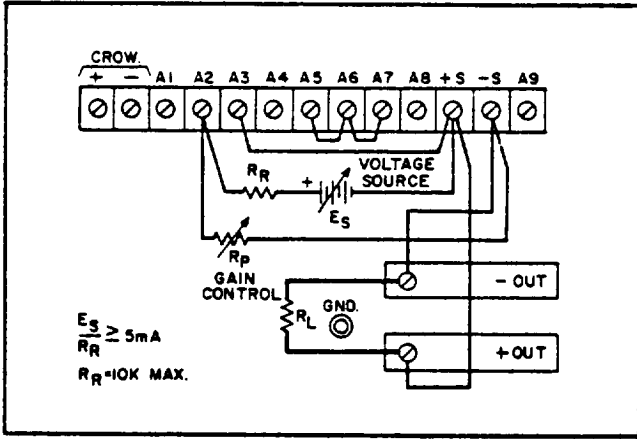 CROW.
+ − A1 A2 A3 A4 A5 A6 A7 A8 +S −S A9
VOLTAGE
SOURCE
R_R
+
E_S
R_P
GAIN
CONTROL
− OUT
GND.
R_L
+ OUT
E_S/R_R ≥ 5mA
R_R=10K MAX.